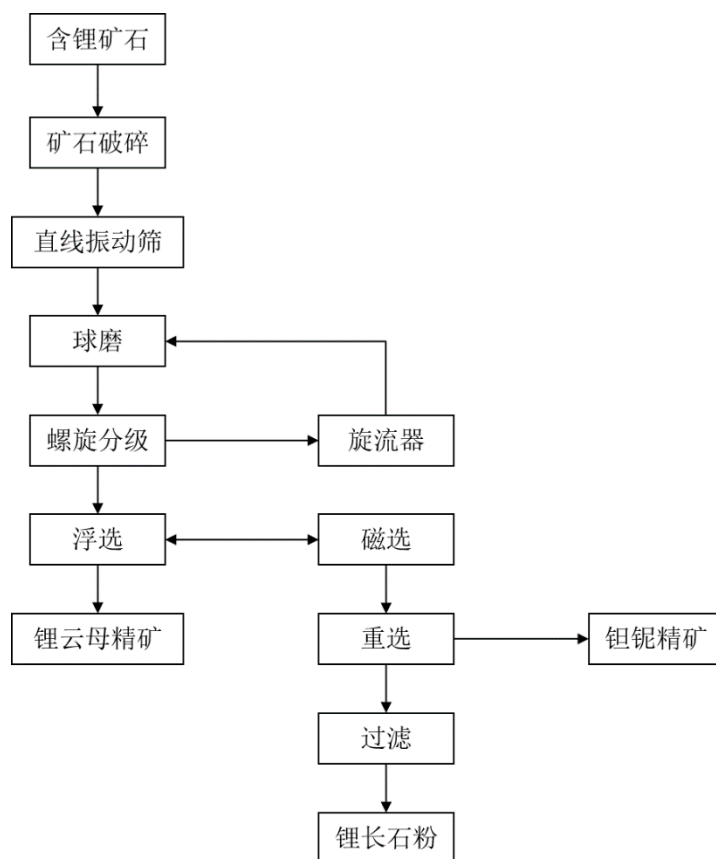 含锂矿石
矿石破碎
直线振动筛
球磨
螺旋分级
旋流器
浮选
磁选
锂云母精矿
重选
钽铌精矿
过滤
锂长石粉